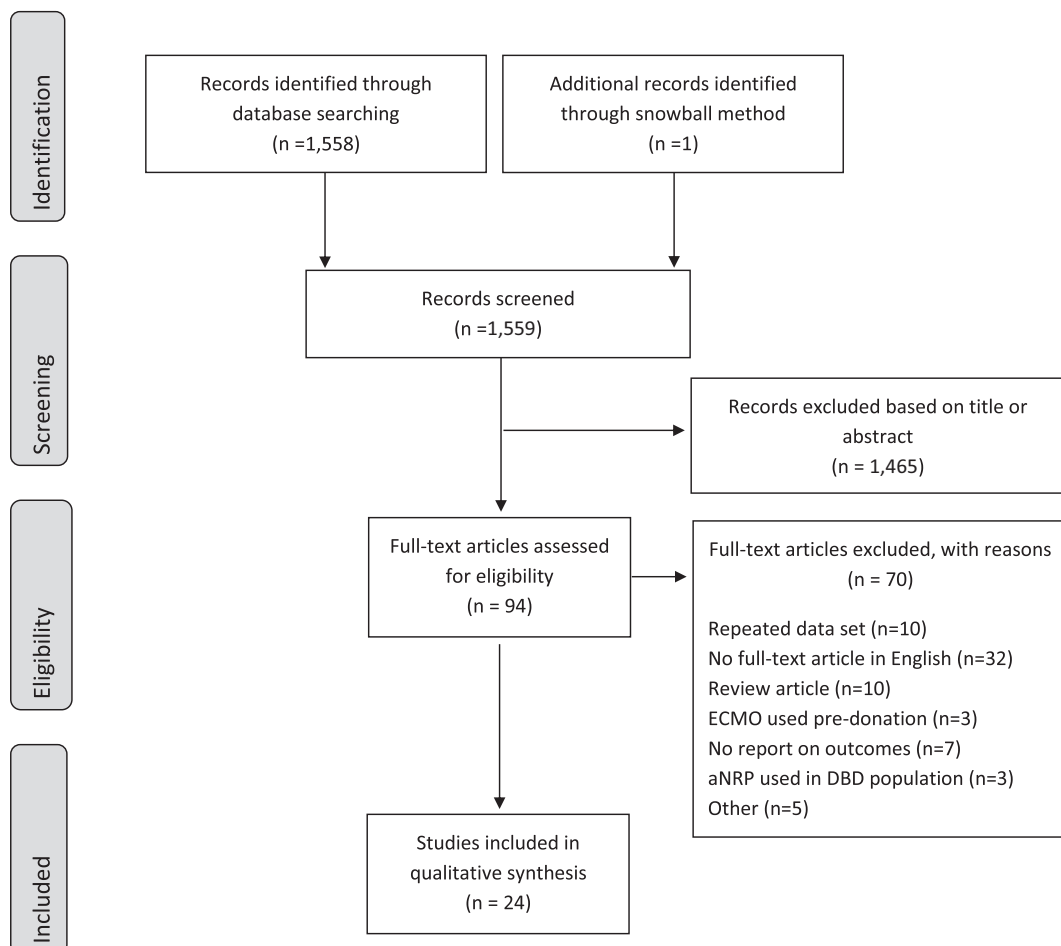 Identification
Records identified through
database searching
(n =1,558)
Additional records identified
through snowball method
(n =1)
Screening
Records screened
(n =1,559)
Records excluded based on title or
abstract
(n = 1,465)
Eligibility
Full-text articles assessed
for eligibility
(n = 94)
Full-text articles excluded, with reasons
(n = 70)
Repeated data set (n=10)
No full-text article in English (n=32)
Review article (n=10)
ECMO used pre-donation (n=3)
No report on outcomes (n=7)
aNRP used in DBD population (n=3)
Other (n=5)
Included
Studies included in
qualitative synthesis
(n = 24)